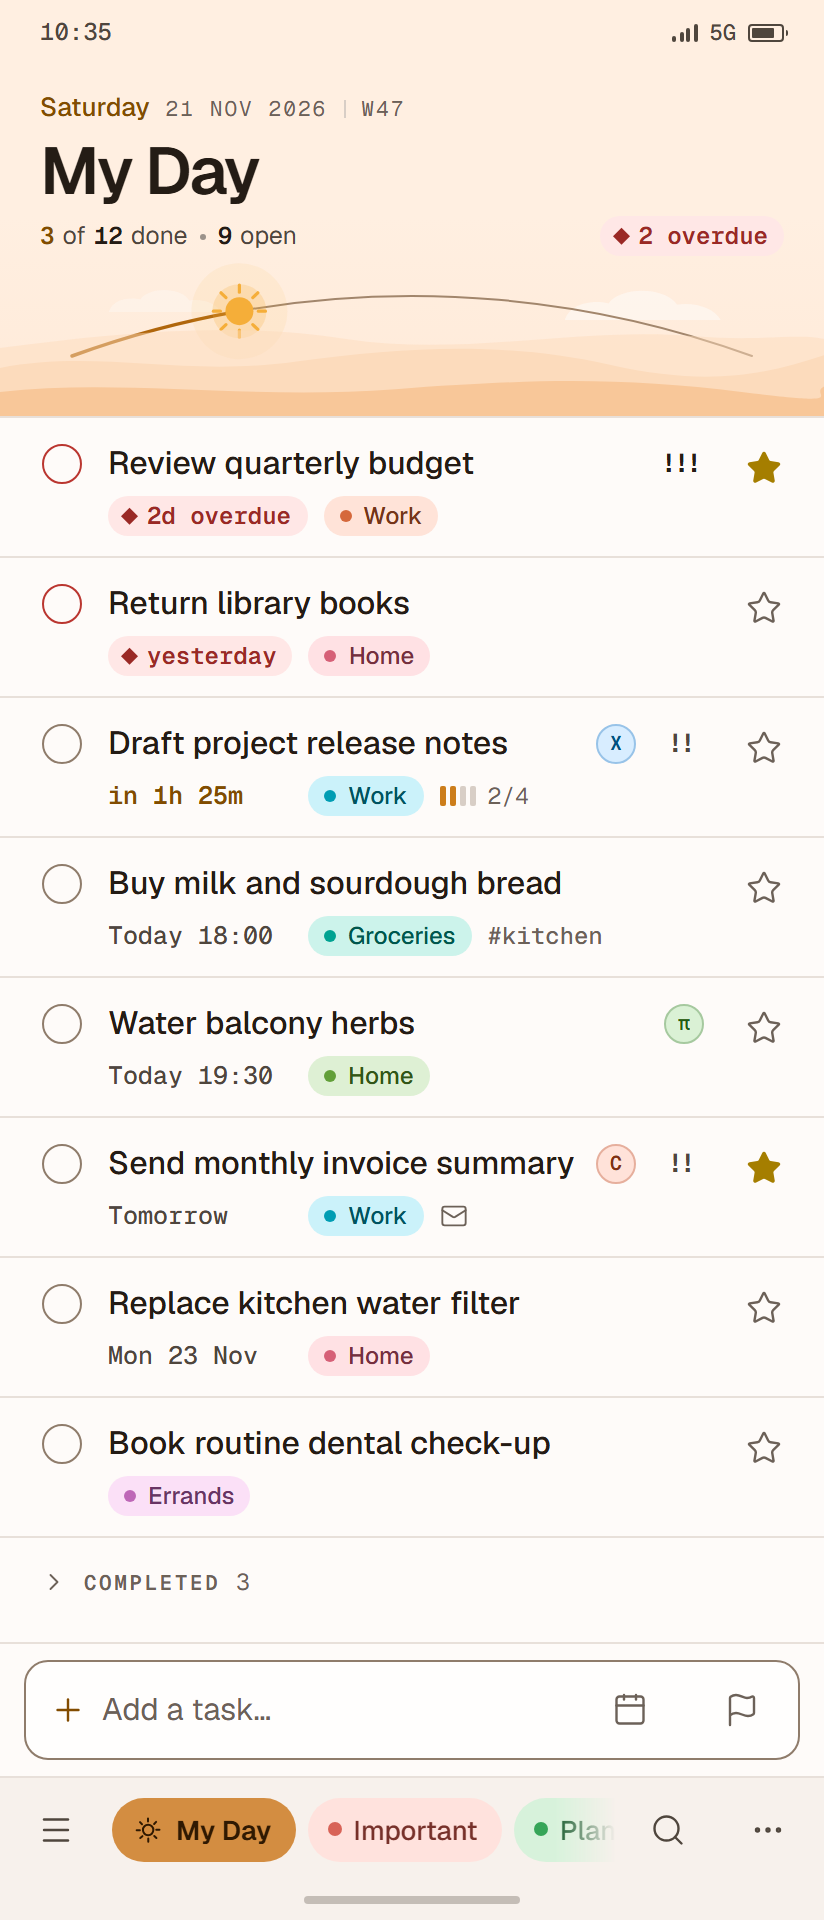 10:35 5G
Saturday 21 NOV 2026 | W47
My Day
3 of 12 done • 9 open ◆ 2 overdue
Review quarterly budget !!!
◆ 2d overdue Work
Return library books
◆ yesterday Home
Draft project release notes X !!
in 1h 25m Work 2/4
Buy milk and sourdough bread
Today 18:00 Groceries #kitchen
Water balcony herbs π
Today 19:30 Home
Send monthly invoice summary C !!
Tomorrow Work
Replace kitchen water filter
Mon 23 Nov Home
Book routine dental check-up
Errands
COMPLETED 3
Add a task…
My Day Important Plan